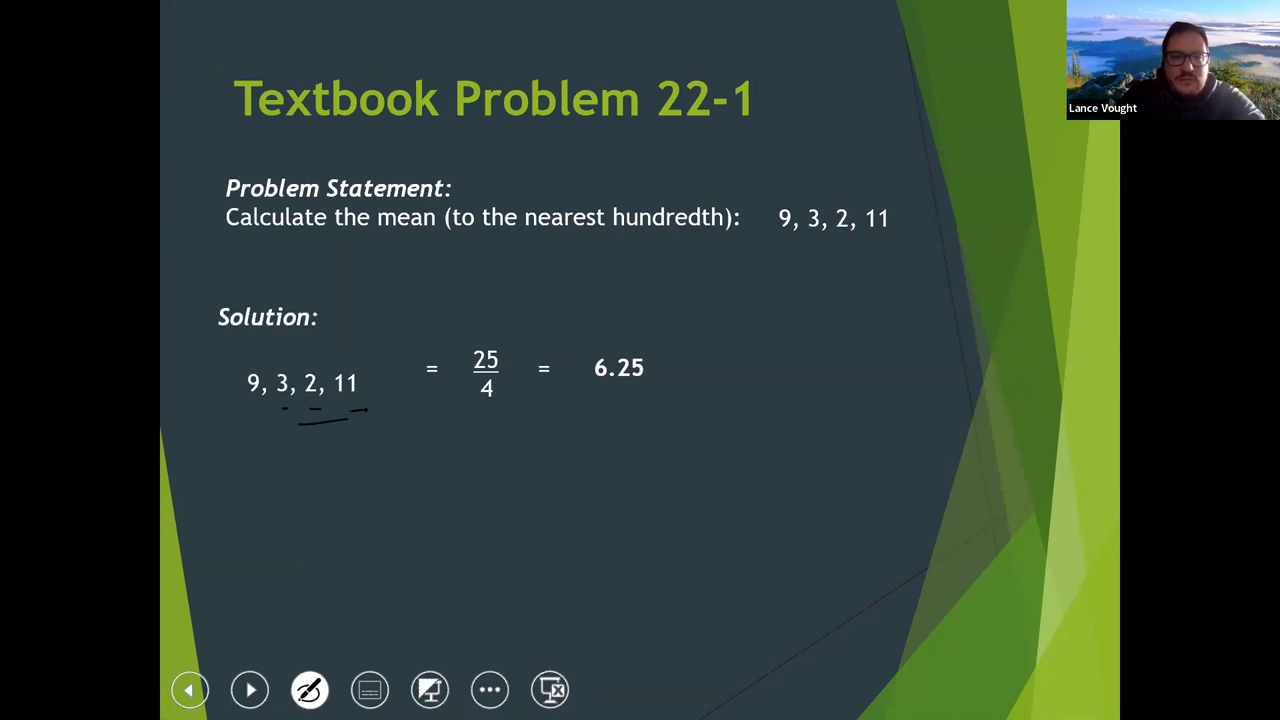 Textbook Problem 22-1
Lance Vought
Problem Statement:
Calculate the mean (to the nearest hundredth): 9, 3, 2, 11
Solution:
9, 3, 2, 11 = 25/4 = 6.25